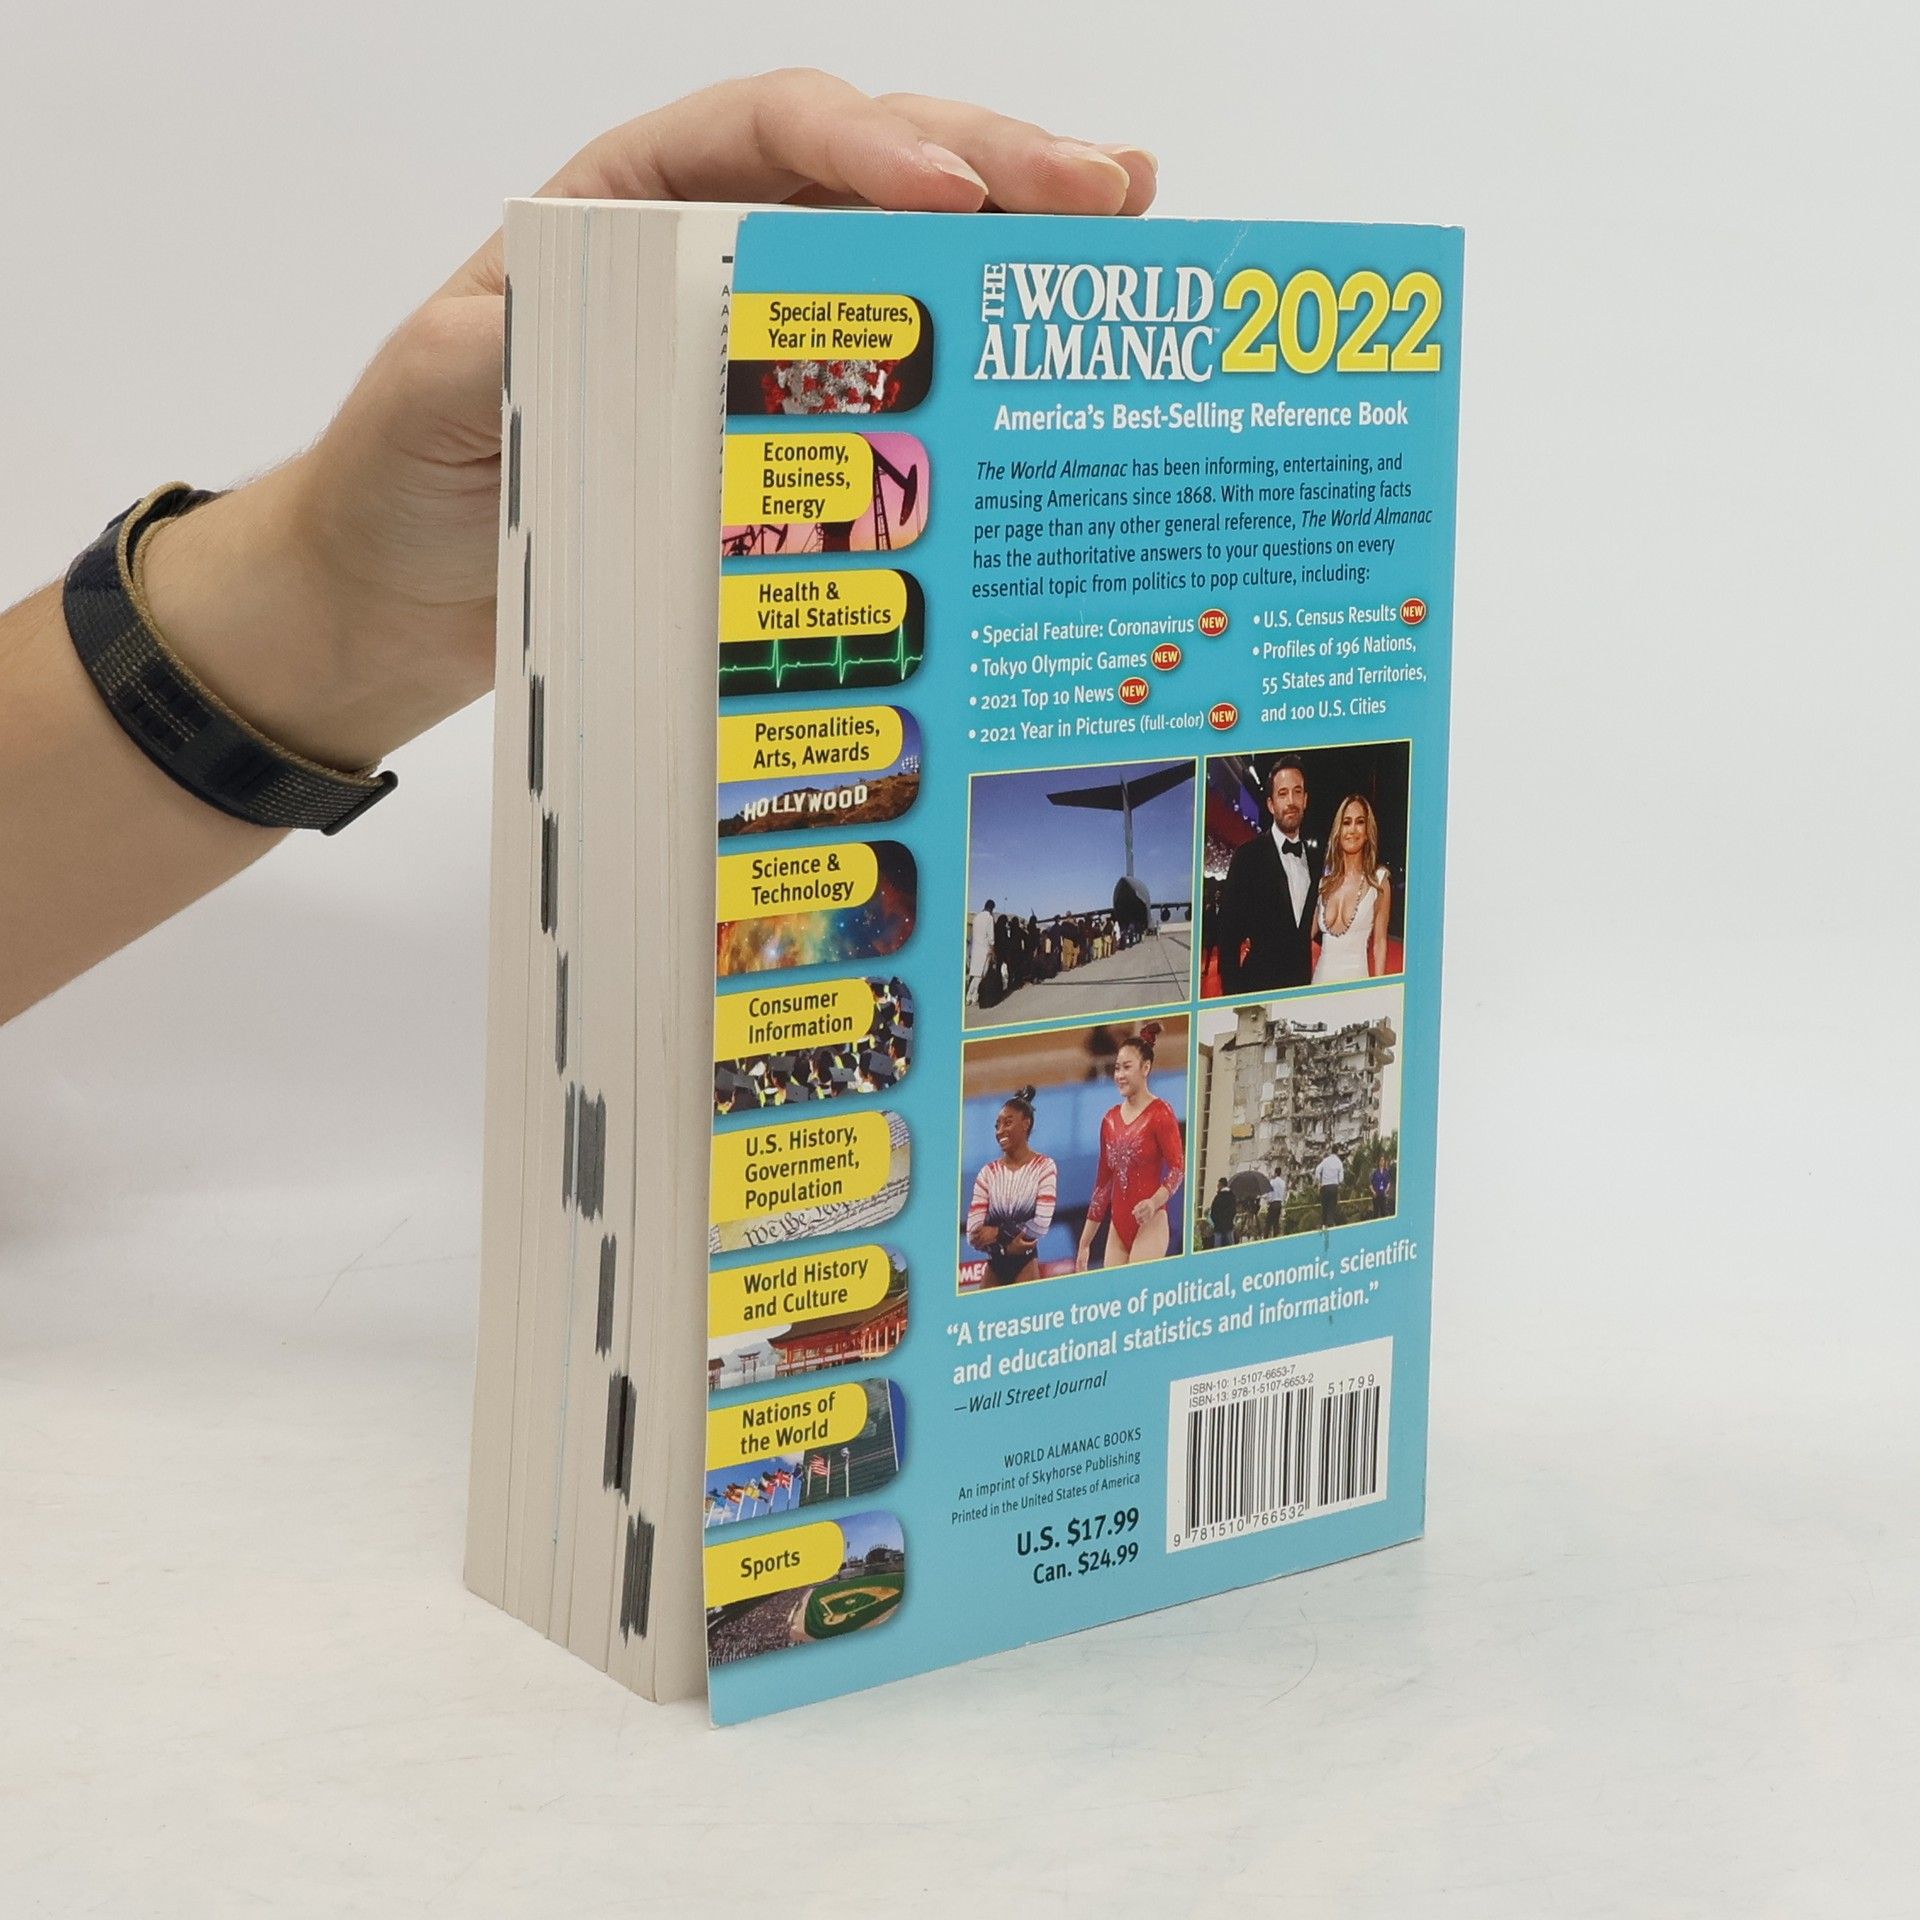 Special Features,
Year in Review
Economy,
Business,
Energy
Health &
Vital Statistics
Personalities,
Arts, Awards
HOLLYWOOD
Science &
Technology
Consumer
Information
U.S. History,
Government,
Population
We the People
World History
and Culture
Nations of
the World
Sports
THE WORLD
ALMANAC™ 2022
America's Best-Selling Reference Book
The World Almanac has been informing, entertaining, and
amusing Americans since 1868. With more fascinating facts
per page than any other general reference, The World Almanac
has the authoritative answers to your questions on every
essential topic from politics to pop culture, including:
• Special Feature: Coronavirus NEW
• Tokyo Olympic Games NEW
• 2021 Top 10 News NEW
• 2021 Year in Pictures (full-color) NEW
• U.S. Census Results NEW
• Profiles of 196 Nations,
55 States and Territories,
and 100 U.S. Cities
“A treasure trove of political, economic, scientific
and educational statistics and information.”
—Wall Street Journal
WORLD ALMANAC BOOKS
An imprint of Skyhorse Publishing
Printed in the United States of America
U.S. $17.99
Can. $24.99
ISBN-10: 1-5107-6653-7
ISBN-13: 978-1-5107-6653-2
51799
9 781510 766532